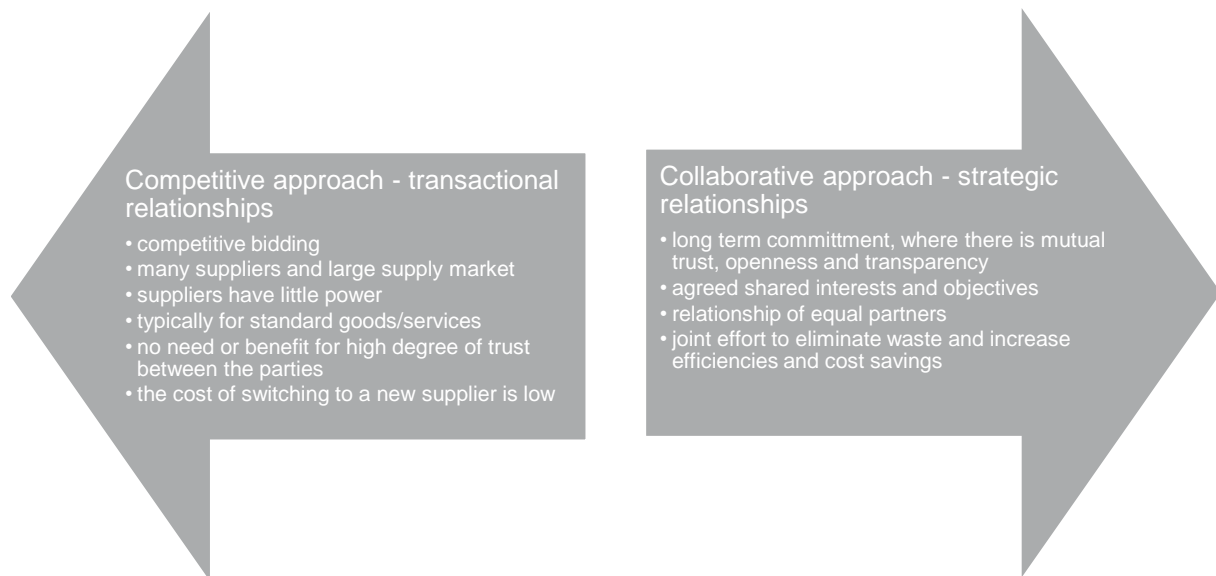 Competitive approach - transactional
relationships
• competitive bidding
• many suppliers and large supply market
• suppliers have little power
• typically for standard goods/services
• no need or benefit for high degree of trust
between the parties
• the cost of switching to a new supplier is low
Collaborative approach - strategic
relationships
• long term committment, where there is mutual
trust, openness and transparency
• agreed shared interests and objectives
• relationship of equal partners
• joint effort to eliminate waste and increase
efficiencies and cost savings